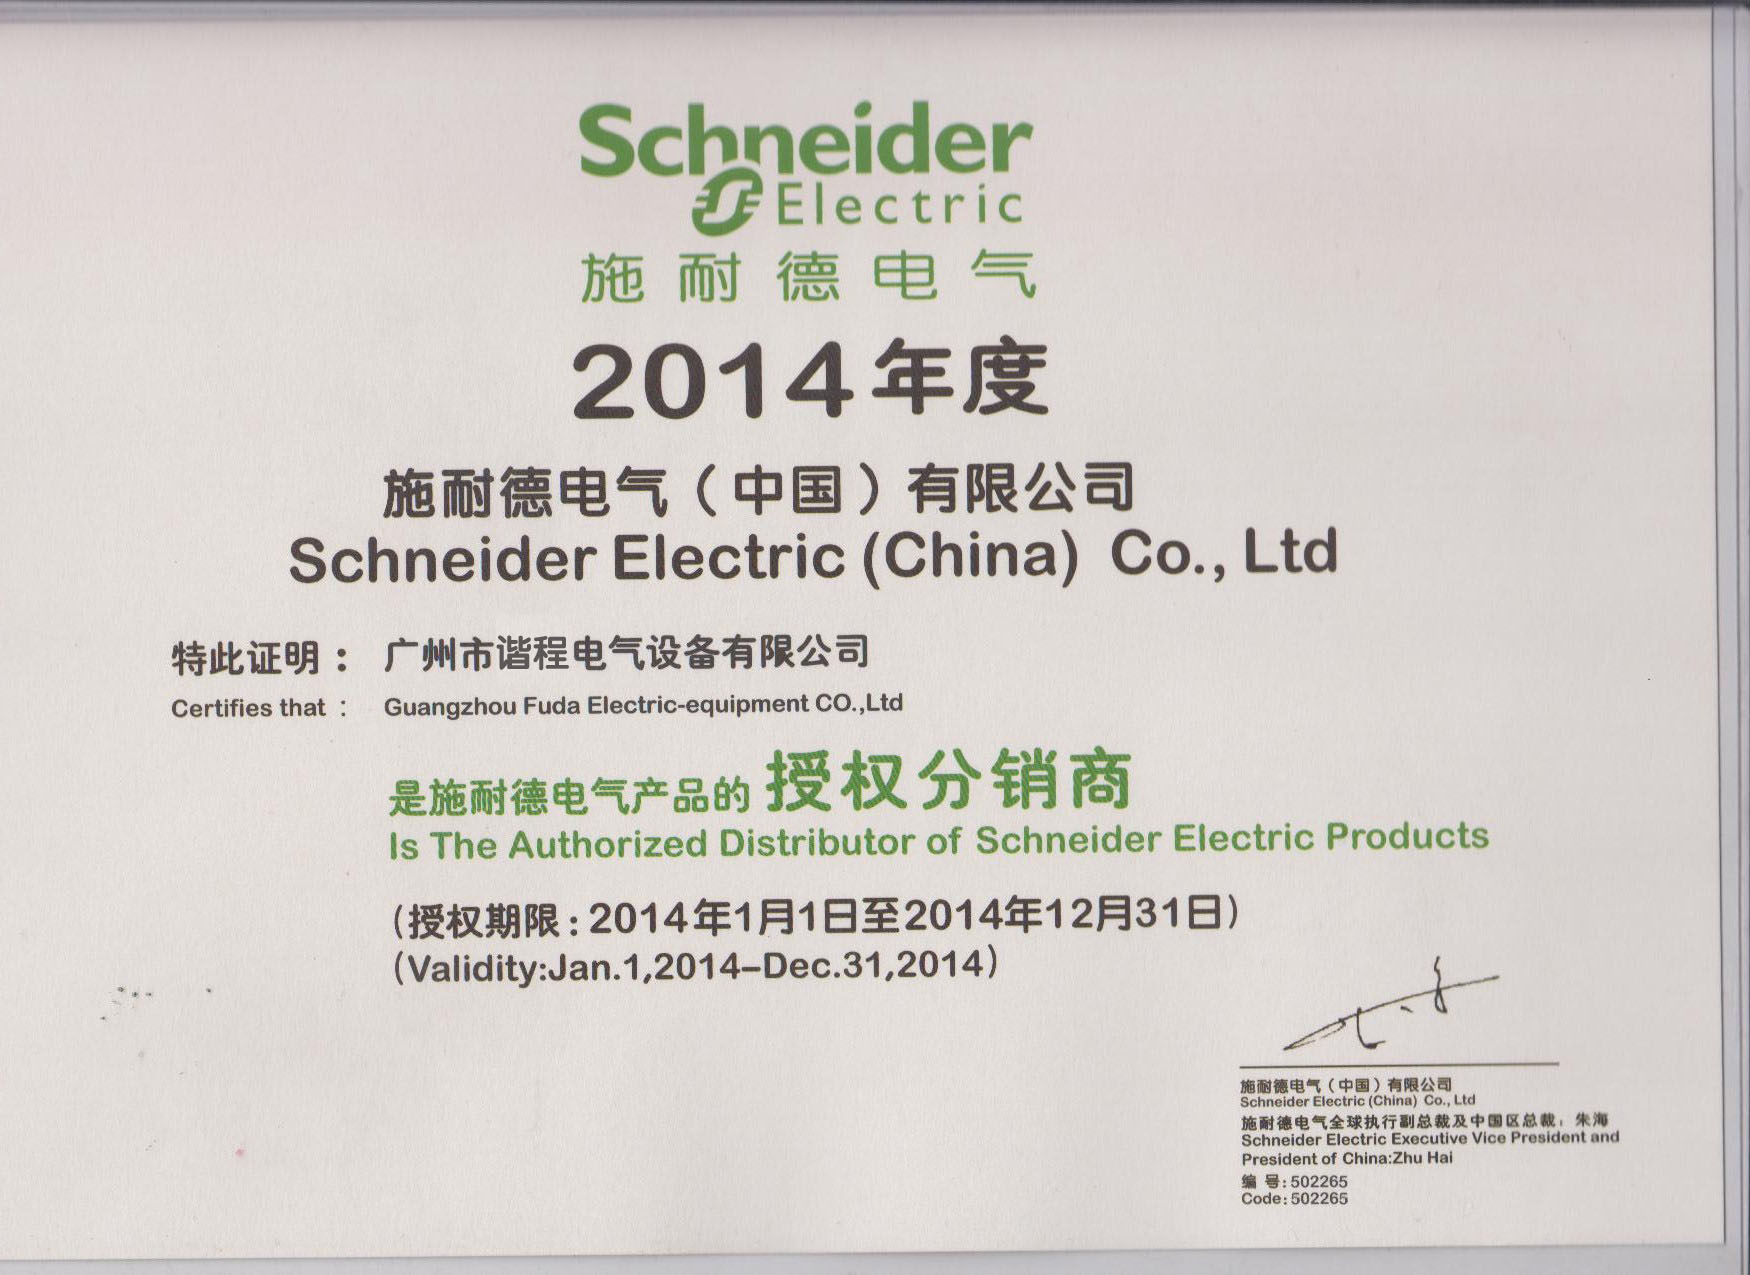 Schneider
Electric
施耐德电气
2014年度
施耐德电气（中国）有限公司
Schneider Electric (China) Co., Ltd
特此证明： 广州市谐程电气设备有限公司
Certifies that : Guangzhou Fuda Electric-equipment CO.,Ltd
是施耐德电气产品的 授权分销商
Is The Authorized Distributor of Schneider Electric Products
(授权期限:2014年1月1日至2014年12月31日)
(Validity:Jan.1,2014–Dec.31,2014)
施耐德电气（中国）有限公司
Schneider Electric (China) Co., Ltd
施耐德电气全球执行副总裁及中国区总裁：朱海
Schneider Electric Executive Vice President and
President of China:Zhu Hai
编 号:502265
Code:502265